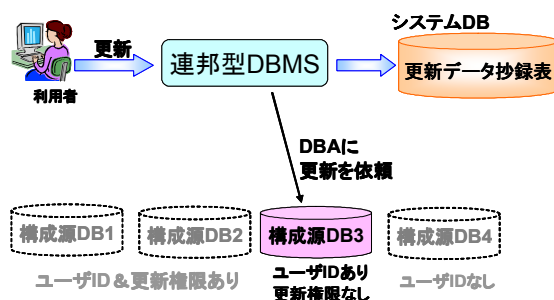 システムDB
更新
連邦型DBMS
更新データ抄録表
利用者
DBAに
更新を依頼
構成源DB1
構成源DB2
構成源DB3
構成源DB4
ユーザID＆更新権限あり
ユーザIDあり
更新権限なし
ユーザIDなし